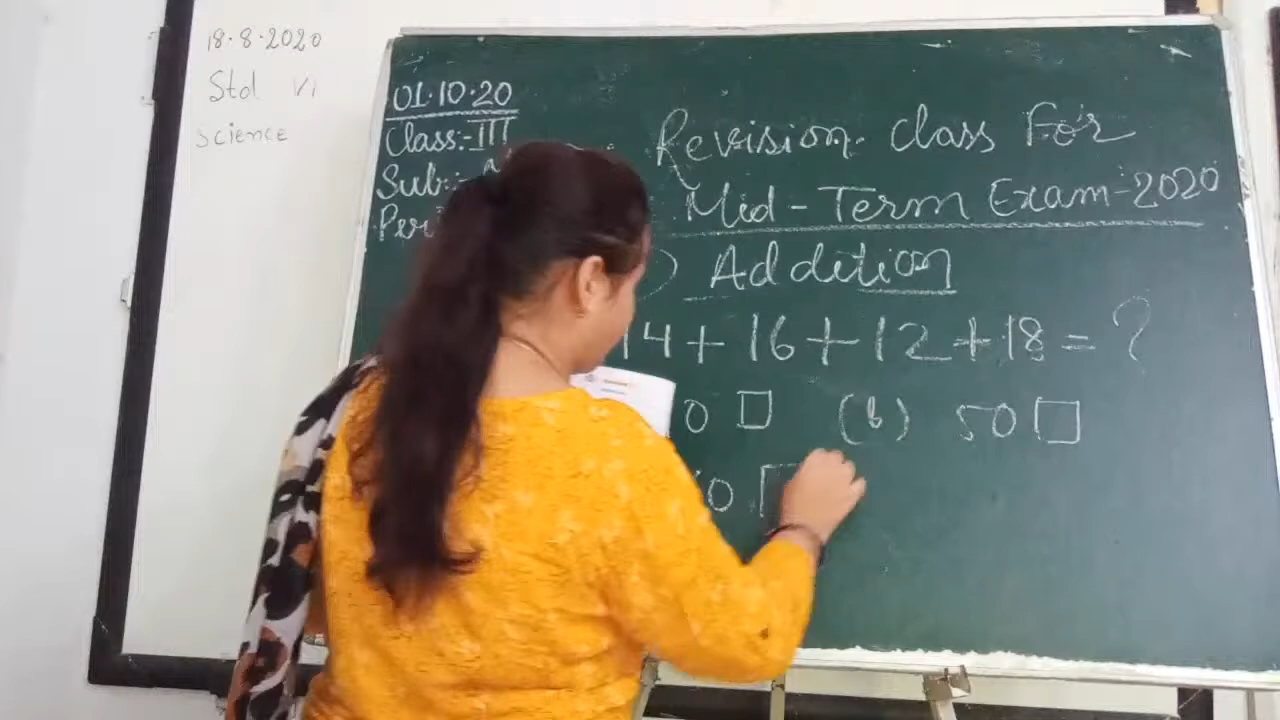 18.8.2020
Std VI
Science
01.10.20
Class:-III
Sub:-
Revision Class For
Mid-Term Exam-2020
) Addition
14+16+12+18=?
0 □ (b) 50 □
0